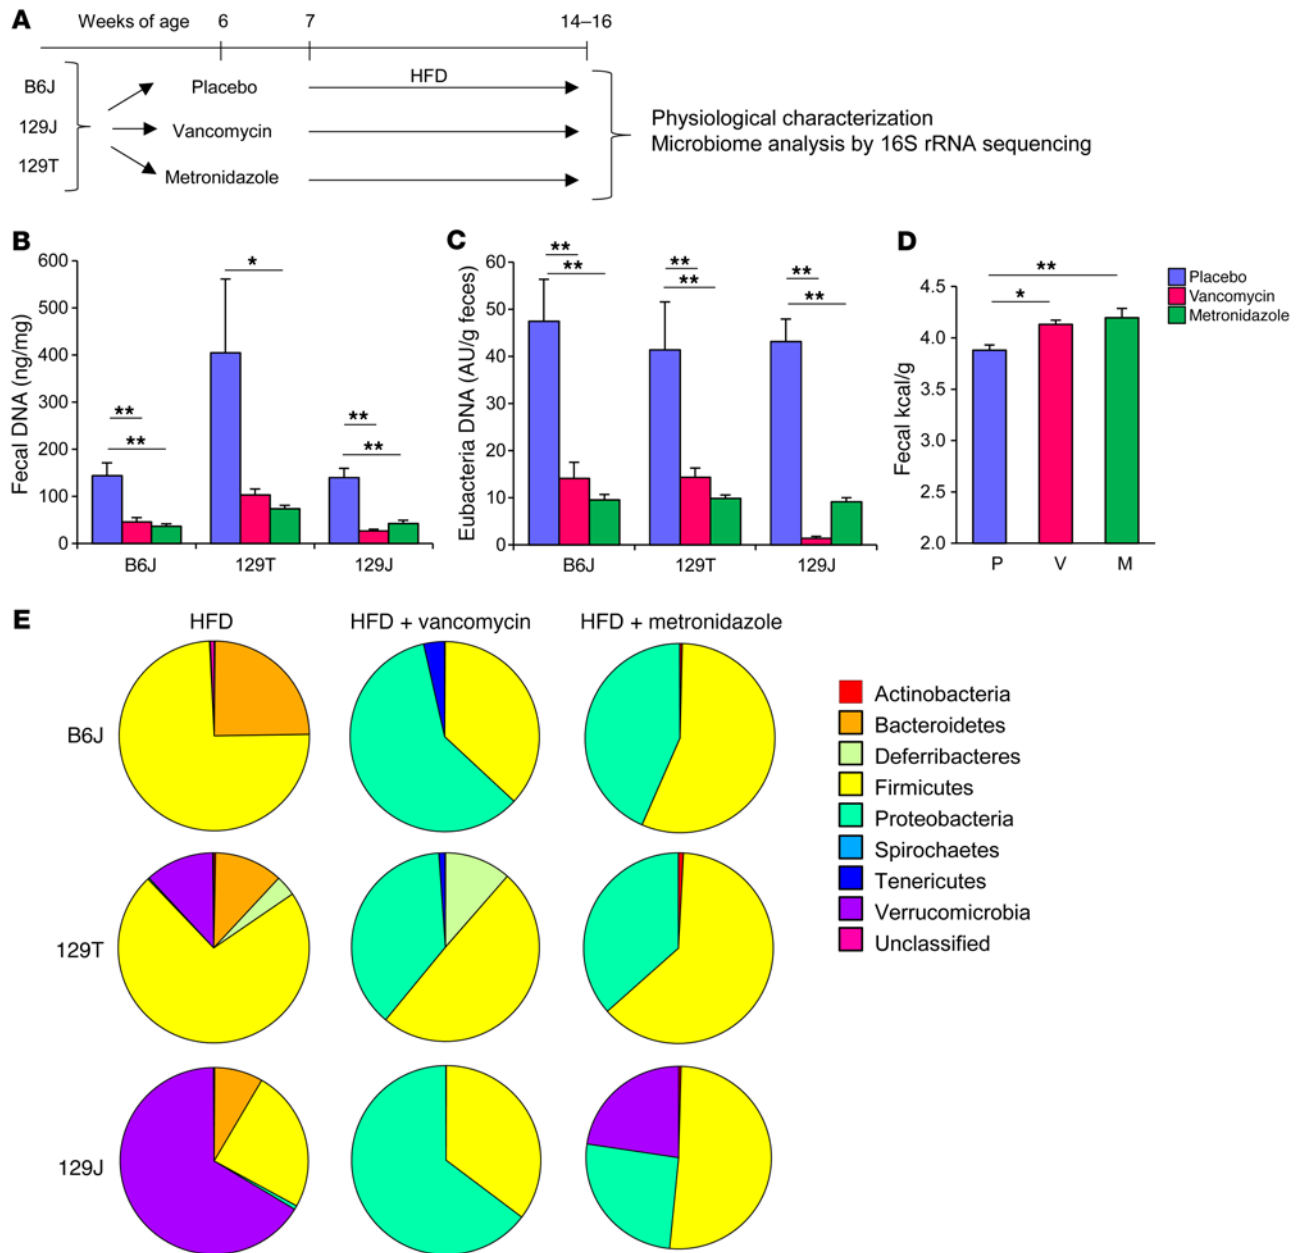 A
Weeks of age 6 7 14–16
B6J
129J
129T
Placebo
Vancomycin
Metronidazole
HFD
Physiological characterization
Microbiome analysis by 16S rRNA sequencing
B
Fecal DNA (ng/mg)
600
500
400
300
200
100
0
**
**
*
**
**
B6J 129T 129J
C
Eubacteria DNA (AU/g feces)
60
50
40
30
20
10
0
**
**
**
**
**
**
B6J 129T 129J
D
Fecal kcal/g
4.5
4.0
3.5
3.0
2.5
2.0
**
*
P V M
Placebo
Vancomycin
Metronidazole
E
HFD HFD + vancomycin HFD + metronidazole
B6J
129T
129J
Actinobacteria
Bacteroidetes
Deferribacteres
Firmicutes
Proteobacteria
Spirochaetes
Tenericutes
Verrucomicrobia
Unclassified